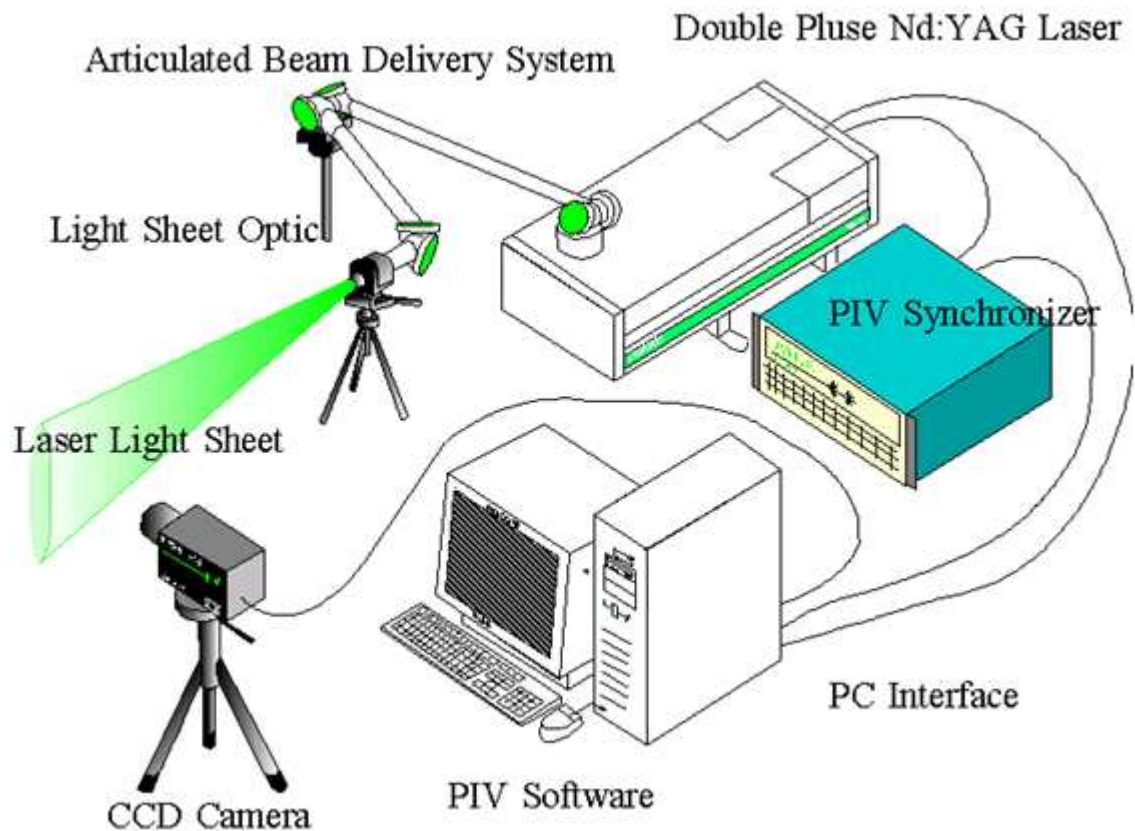 Double Pluse Nd:YAG Laser
Articulated Beam Delivery System
Light Sheet Optic
PIV Synchronizer
Laser Light Sheet
PC Interface
PIV Software
CCD Camera